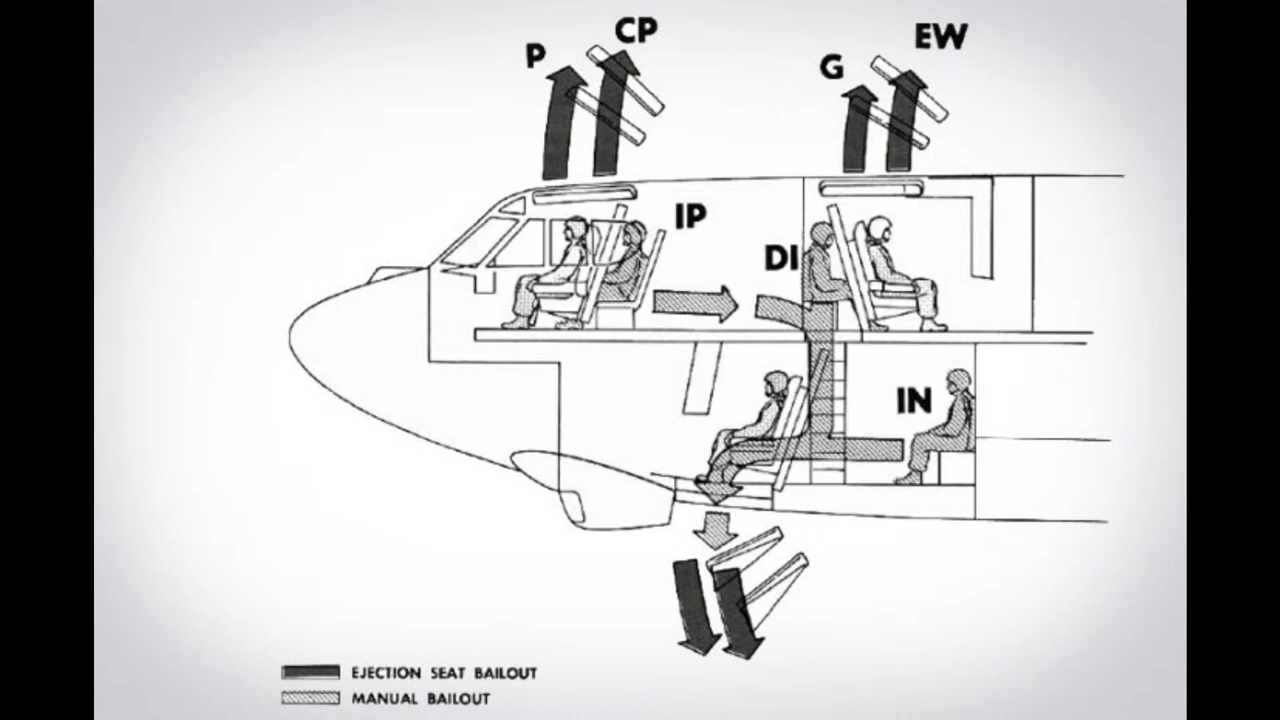 P
CP
G
EW
IP
DI
IN
EJECTION SEAT BAILOUT
MANUAL BAILOUT